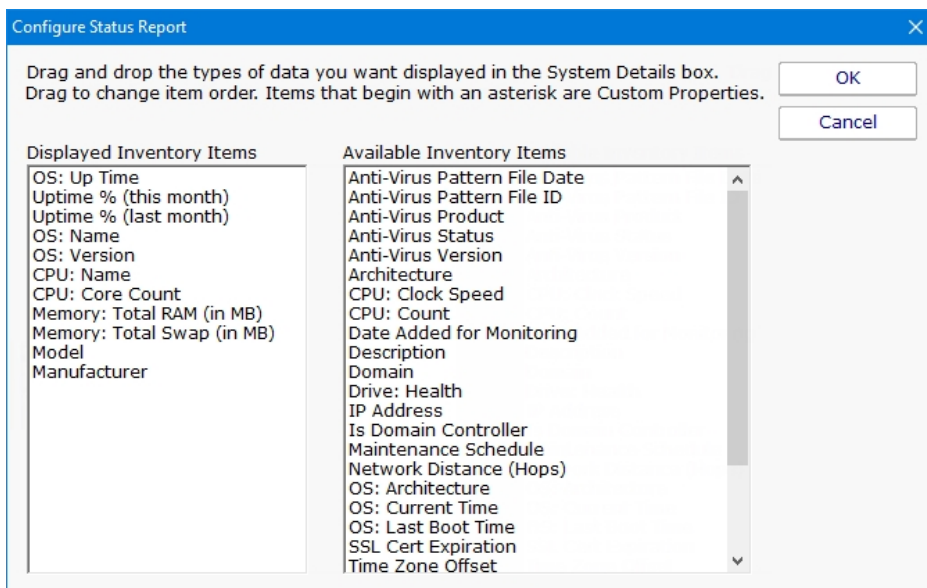 Configure Status Report
Drag and drop the types of data you want displayed in the System Details box.
Drag to change item order. Items that begin with an asterisk are Custom Properties.
OK
Cancel
Displayed Inventory Items
OS: Up Time
Uptime % (this month)
Uptime % (last month)
OS: Name
OS: Version
CPU: Name
CPU: Core Count
Memory: Total RAM (in MB)
Memory: Total Swap (in MB)
Model
Manufacturer
Available Inventory Items
Anti-Virus Pattern File Date
Anti-Virus Pattern File ID
Anti-Virus Product
Anti-Virus Status
Anti-Virus Version
Architecture
CPU: Clock Speed
CPU: Count
Date Added for Monitoring
Description
Domain
Drive: Health
IP Address
Is Domain Controller
Maintenance Schedule
Network Distance (Hops)
OS: Architecture
OS: Current Time
OS: Last Boot Time
SSL Cert Expiration
Time Zone Offset